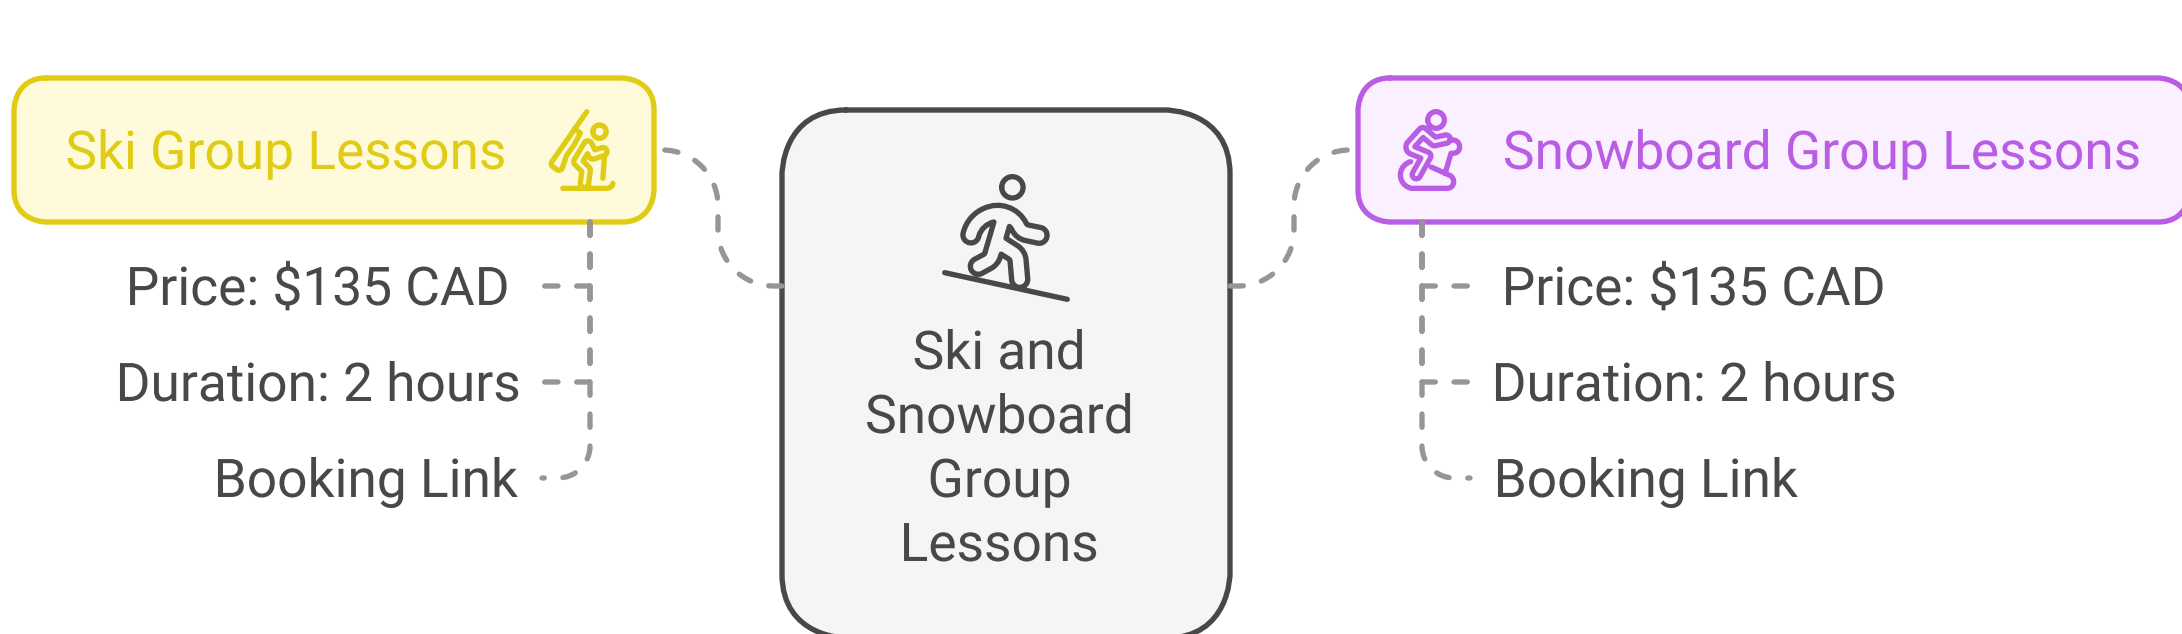 Ski Group Lessons
Price: $135 CAD
Duration: 2 hours
Booking Link
Ski and
Snowboard
Group
Lessons
Snowboard Group Lessons
Price: $135 CAD
Duration: 2 hours
Booking Link